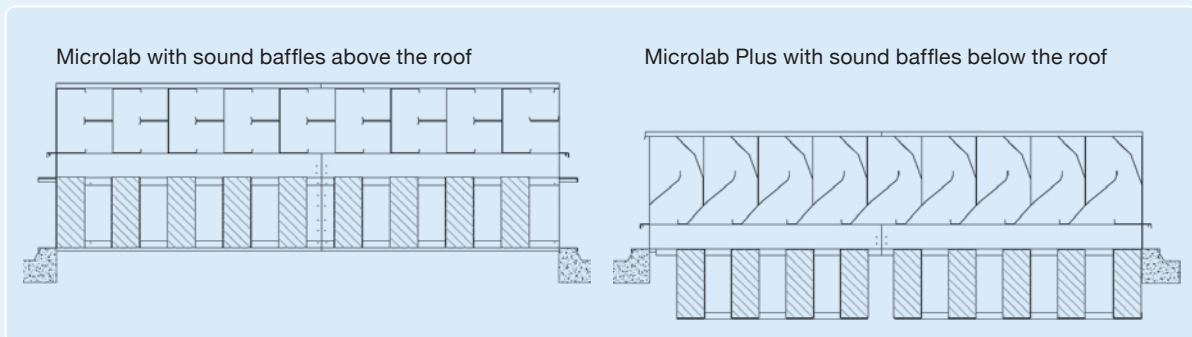 Microlab with sound baffles above the roof
Microlab Plus with sound baffles below the roof